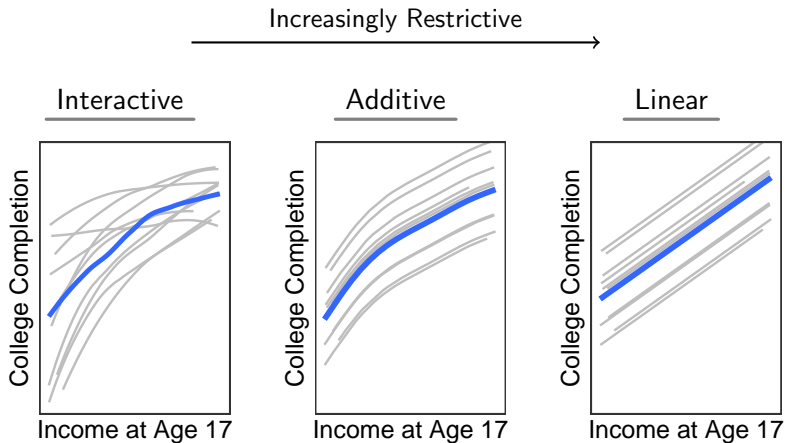 Increasingly Restrictive
Interactive
Additive
Linear
College Completion
Income at Age 17
College Completion
Income at Age 17
College Completion
Income at Age 17